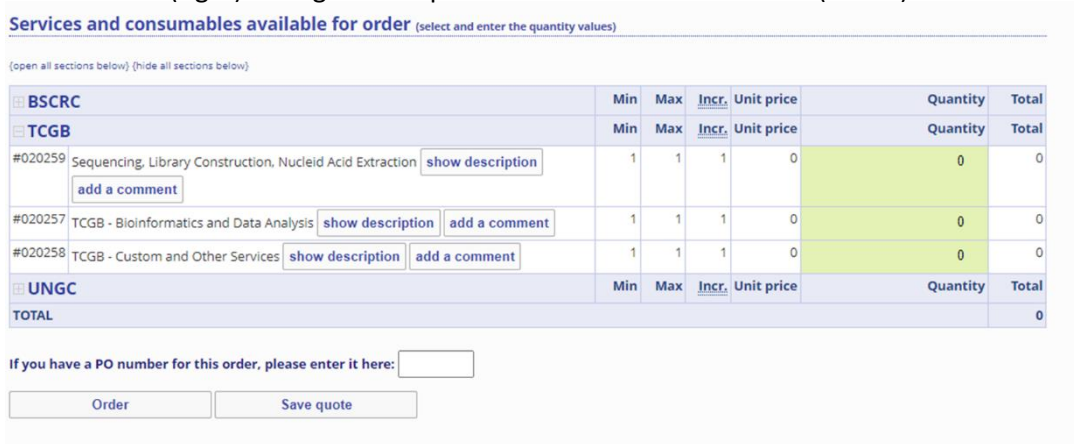 Services and consumables available for order (select and enter the quantity values)
{open all sections below} {hide all sections below}
BSCRC Min Max Incr. Unit price Quantity Total
TCGB Min Max Incr. Unit price Quantity Total
#020259 Sequencing, Library Construction, Nucleid Acid Extraction show description 1 1 1 0 0 0
add a comment
#020257 TCGB - Bioinformatics and Data Analysis show description add a comment 1 1 1 0 0 0
#020258 TCGB - Custom and Other Services show description add a comment 1 1 1 0 0 0
UNGC Min Max Incr. Unit price Quantity Total
TOTAL 0
If you have a PO number for this order, please enter it here:
Order Save quote